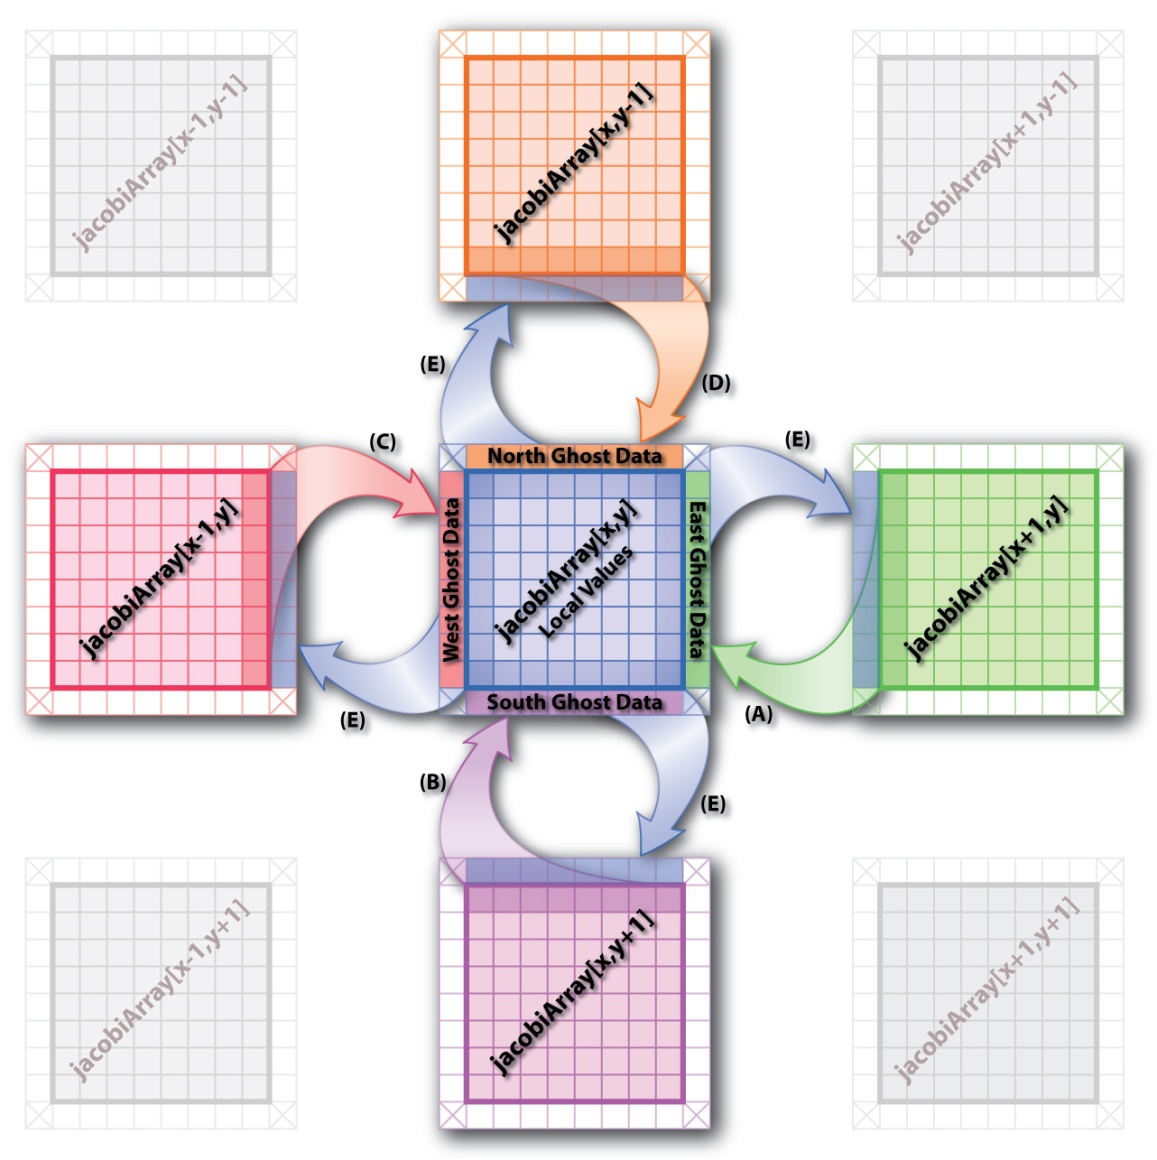 jacobiArray[x-1,y-1]
jacobiArray[x,y-1]
jacobiArray[x+1,y-1]
(E)
(D)
(C)
(E)
North Ghost Data
jacobiArray[x-1,y]
West Ghost Data
jacobiArray[x,y]
Local Values
East Ghost Data
jacobiArray[x+1,y]
South Ghost Data
(E)
(A)
(B)
(E)
jacobiArray[x-1,y+1]
jacobiArray[x,y+1]
jacobiArray[x+1,y+1]